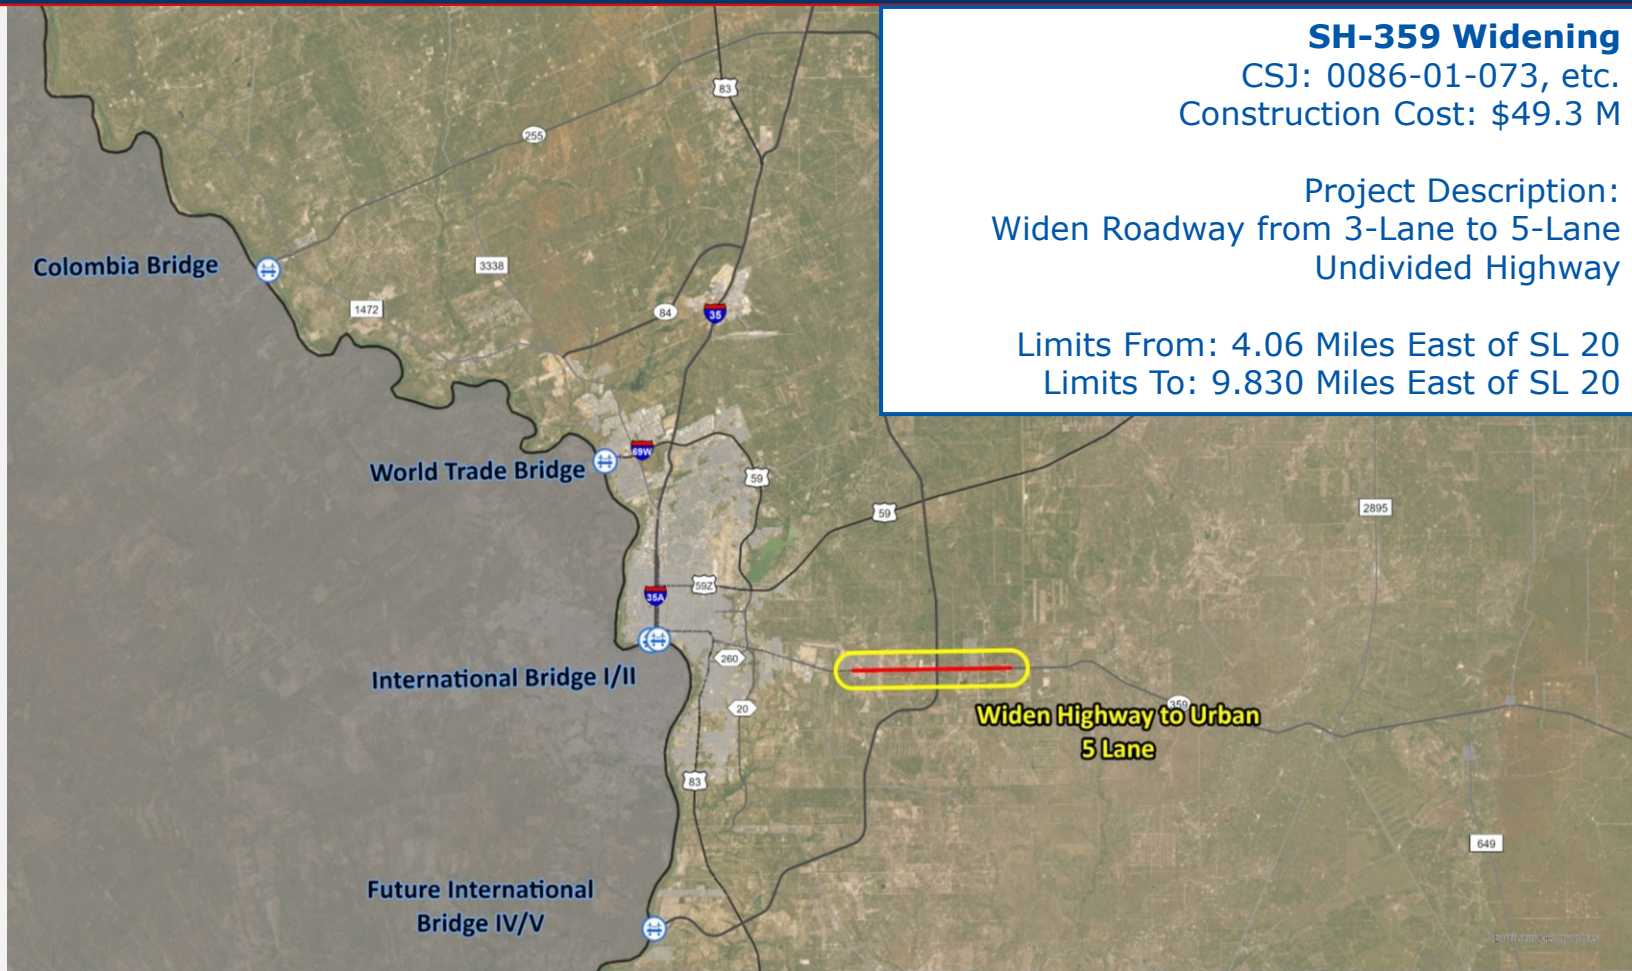 SH-359 Widening
CSJ: 0086-01-073, etc.
Construction Cost: $49.3 M
Project Description:
Widen Roadway from 3-Lane to 5-Lane
Undivided Highway
Limits From: 4.06 Miles East of SL 20
Limits To: 9.830 Miles East of SL 20
83
255
Colombia Bridge
3338
1472
84
35
69W
World Trade Bridge
59
59
2895
59Z
35A
260
International Bridge I/II
20
359
Widen Highway to Urban
5 Lane
83
649
Future International
Bridge IV/V